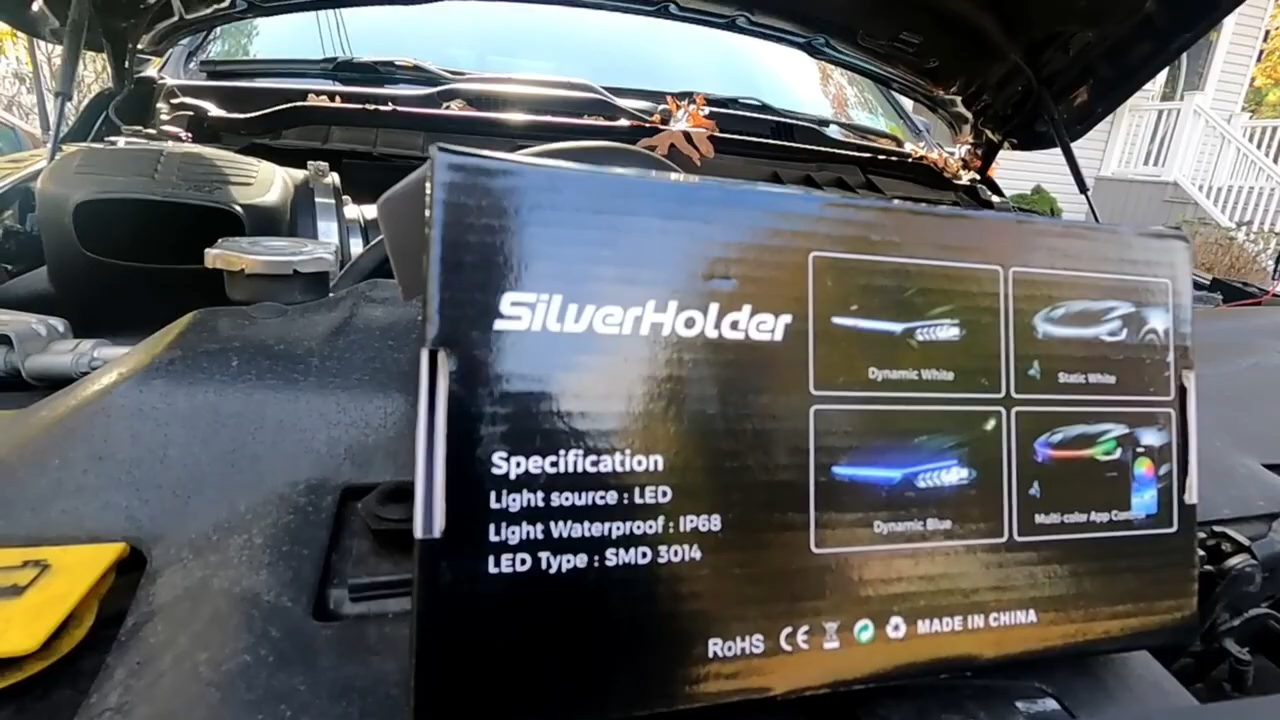 SilverHolder
Specification
Light source : LED
Light Waterproof : IP68
LED Type : SMD 3014
Dynamic White
Static White
Dynamic Blue
Multi-color App
RoHS CE MADE IN CHINA